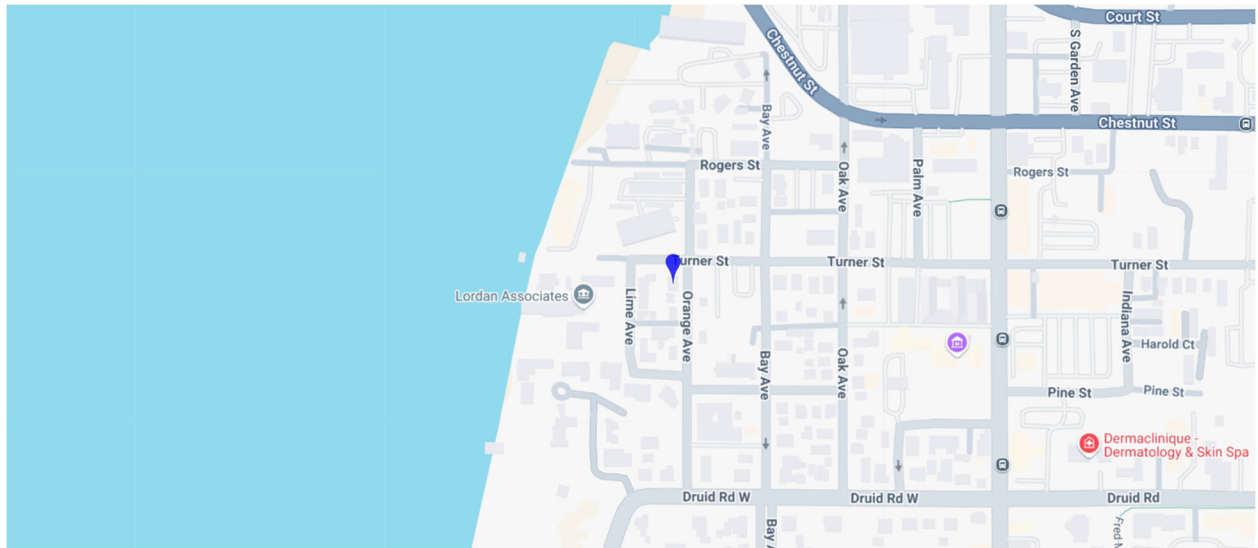 Court St
Chestnut St
S Garden Ave
Bay Ave
Chestnut St
Rogers St
Oak Ave
Palm Ave
Rogers St
Turner St
Turner St
Turner St
Lordan Associates
Lime Ave
Orange Ave
Indiana Ave
Harold Ct
Bay Ave
Oak Ave
Pine St
Pine St
Dermaclinique -
Dermatology & Skin Spa
Druid Rd W
Druid Rd W
Druid Rd
Bay
Fred